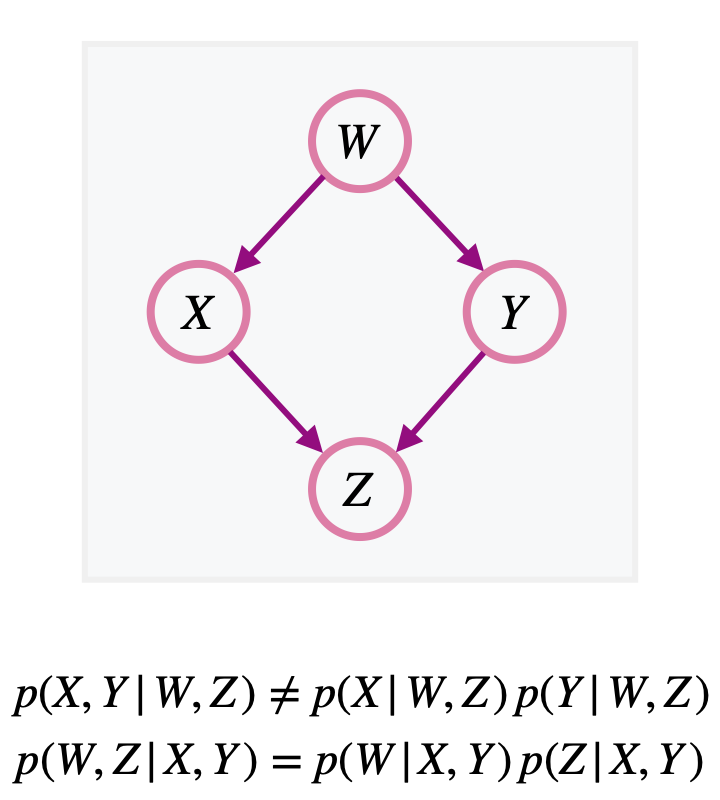 W
X Y
Z
p(X, Y | W, Z) ≠ p(X | W, Z) p(Y | W, Z)
p(W, Z | X, Y) = p(W | X, Y) p(Z | X, Y)